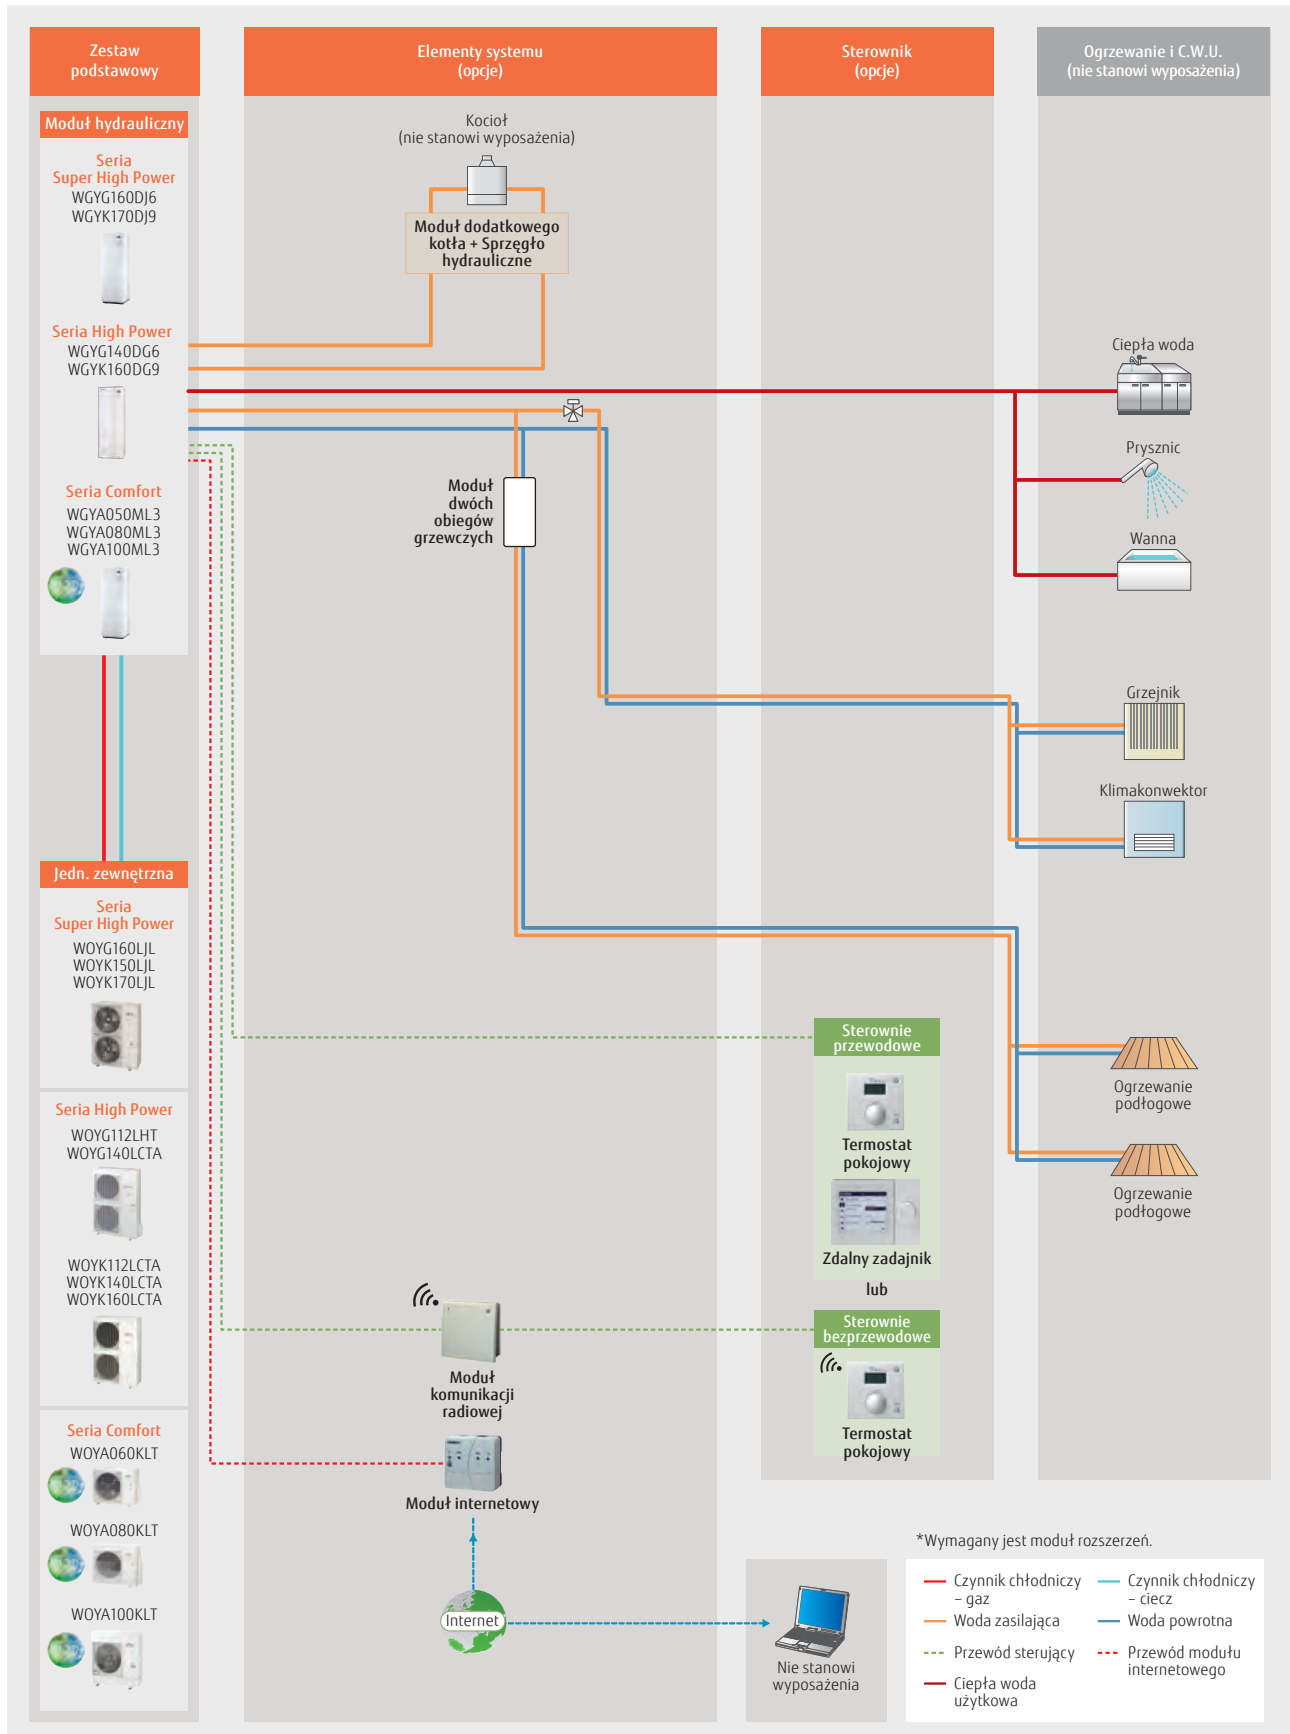 Zestaw
podstawowy
Elementy systemu
(opcje)
Sterownik
(opcje)
Ogrzewanie i C.W.U.
(nie stanowi wyposażenia)
Moduł hydrauliczny
Seria
Super High Power
WGYG160DJ6
WGYK170DJ9
Seria High Power
WGYG140DG6
WGYK160DG9
Seria Comfort
WGYA050ML3
WGYA080ML3
WGYA100ML3
Jedn. zewnętrzna
Seria
Super High Power
WOYG160LJL
WOYK150LJL
WOYK170LJL
Seria High Power
WOYG112LHT
WOYG140LCTA
WOYK112LCTA
WOYK140LCTA
WOYK160LCTA
Seria Comfort
WOYA060KLT
WOYA080KLT
WOYA100KLT
Kocioł
(nie stanowi wyposażenia)
Moduł dodatkowego
kotła + Sprzęgło
hydrauliczne
Moduł
dwóch
obiegów
grzewczych
Moduł
komunikacji
radiowej
Moduł internetowy
Internet
Sterownie
przewodowe
Termostat
pokojowy
Zdalny zadajnik
lub
Sterownie
bezprzewodowe
Termostat
pokojowy
Nie stanowi
wyposażenia
Ciepła woda
Prysznic
Wanna
Grzejnik
Klimakonwektor
Ogrzewanie
podłogowe
Ogrzewanie
podłogowe
*Wymagany jest moduł rozszerzeń.
Czynnik chłodniczy
– gaz
Czynnik chłodniczy
– ciecz
Woda zasilająca
Woda powrotna
Przewód sterujący
Przewód modułu
internetowego
Ciepła woda
użytkowa